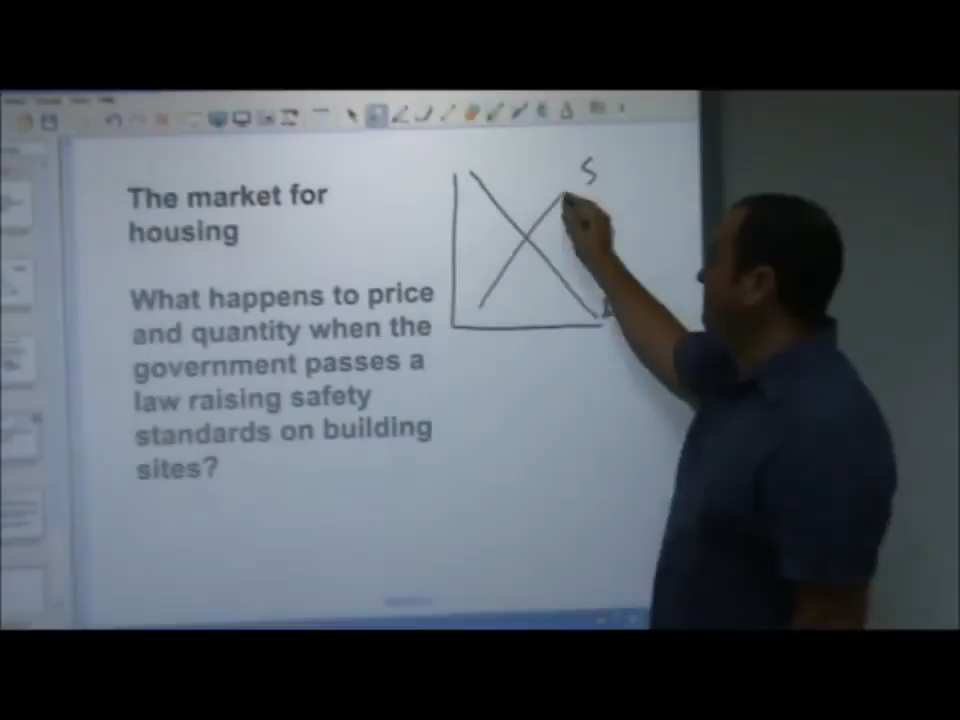 The market for
housing
What happens to price
and quantity when the
government passes a
law raising safety
standards on building
sites?
S